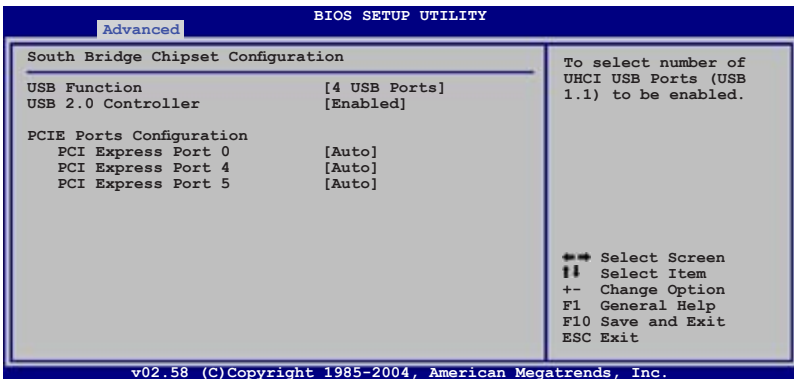 BIOS SETUP UTILITY
Advanced
South Bridge Chipset Configuration
USB Function [4 USB Ports]
USB 2.0 Controller [Enabled]
PCIE Ports Configuration
PCI Express Port 0 [Auto]
PCI Express Port 4 [Auto]
PCI Express Port 5 [Auto]
To select number of
UHCI USB Ports (USB
1.1) to be enabled.
Select Screen
Select Item
+- Change Option
F1 General Help
F10 Save and Exit
ESC Exit
v02.58 (C)Copyright 1985-2004, American Megatrends, Inc.